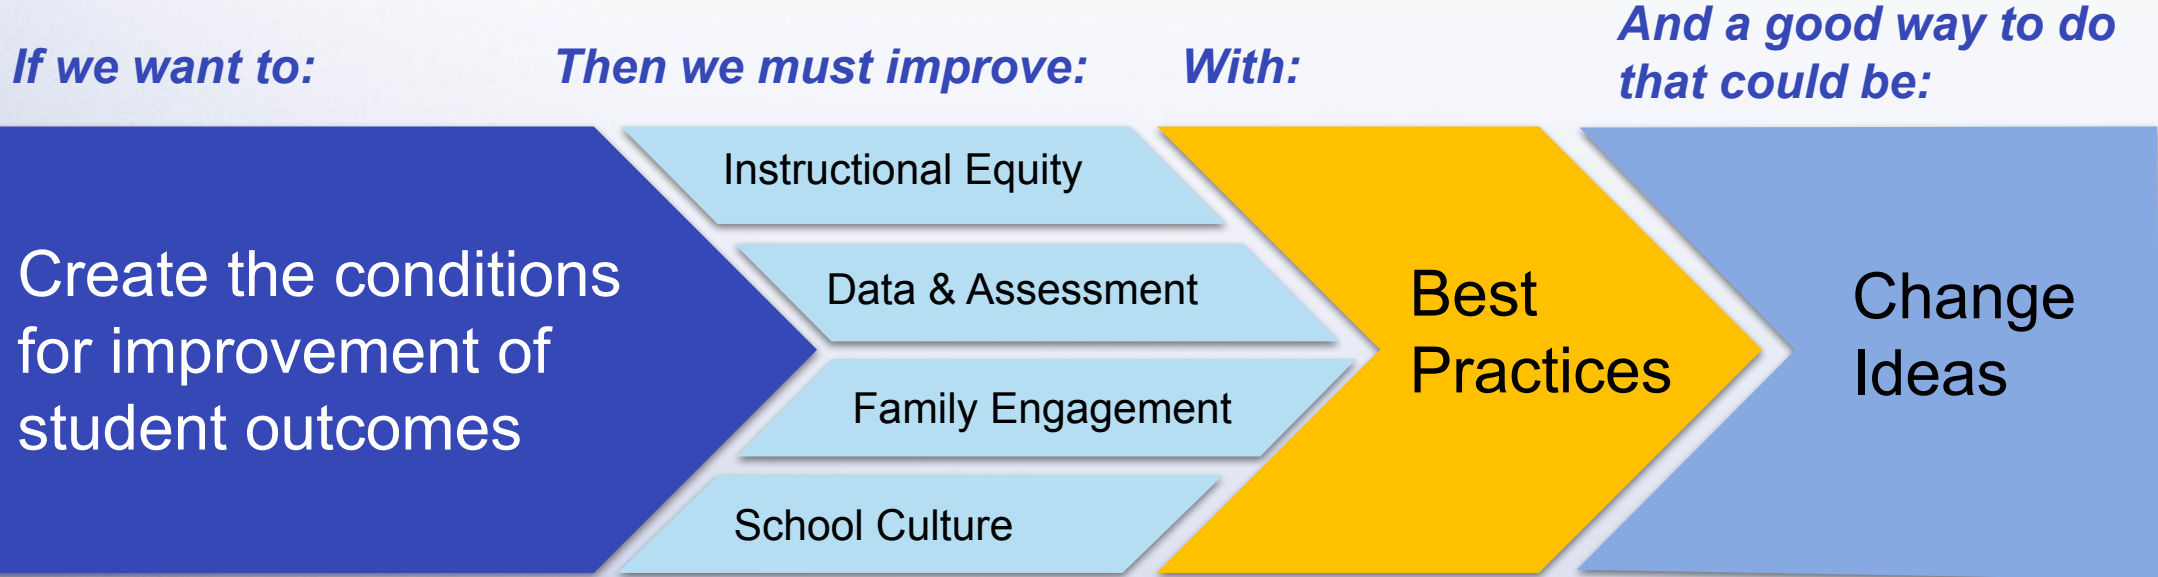 If we want to:
Then we must improve:
With:
And a good way to do
that could be:
Create the conditions
for improvement of
student outcomes
Instructional Equity
Data & Assessment
Family Engagement
School Culture
Best
Practices
Change
Ideas